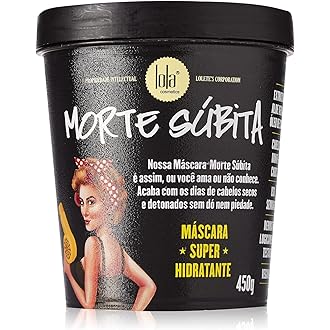 PROPRIEDADE INTELECTUAL
lola
cosmetics
LOLETE'S CORPORATION
MORTE SÚBITA
Nossa Máscara Morte Súbita
é assim, ou você ama ou não conhece.
Acaba com os dias de cabelos secos
e detonados sem dó nem piedade.
MÁSCARA
SUPER
HIDRATANTE
450g